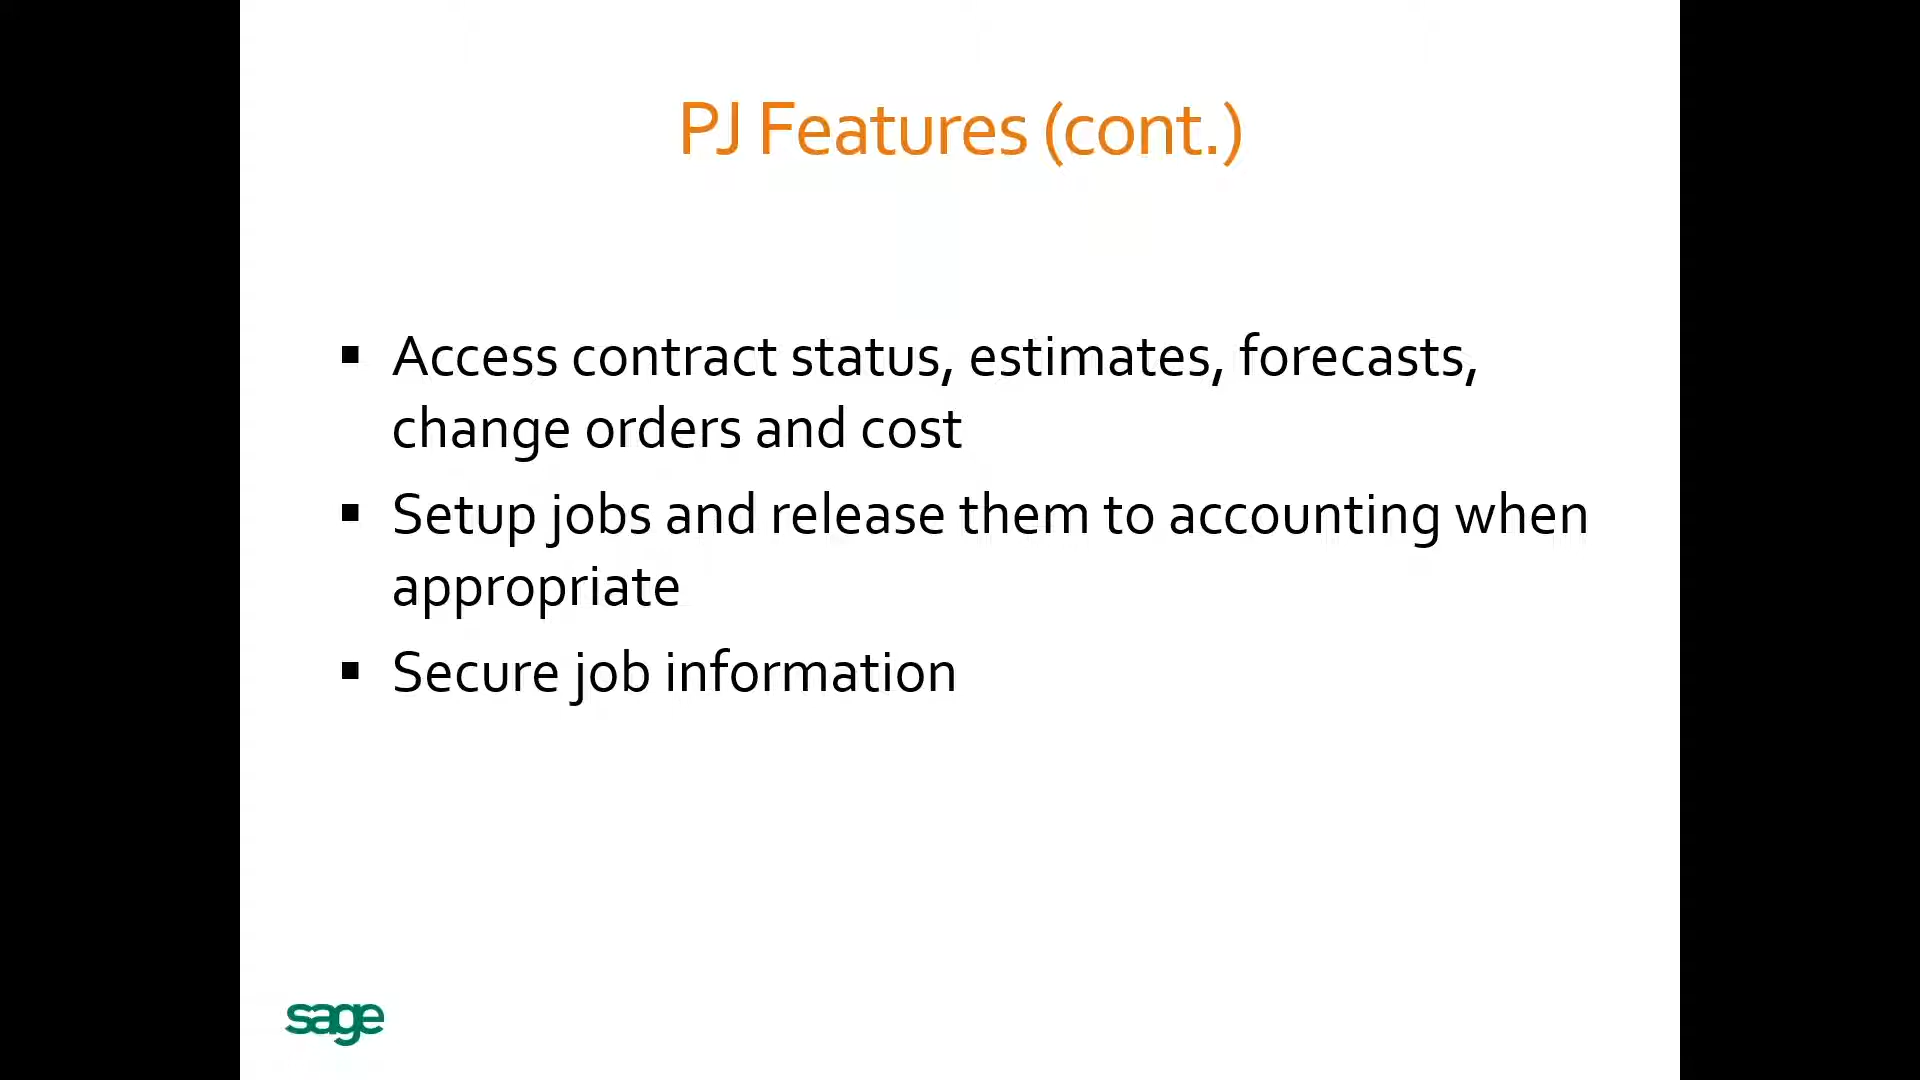 PJ Features (cont.)
▪ Access contract status, estimates, forecasts,
change orders and cost
▪ Setup jobs and release them to accounting when
appropriate
▪ Secure job information
sage